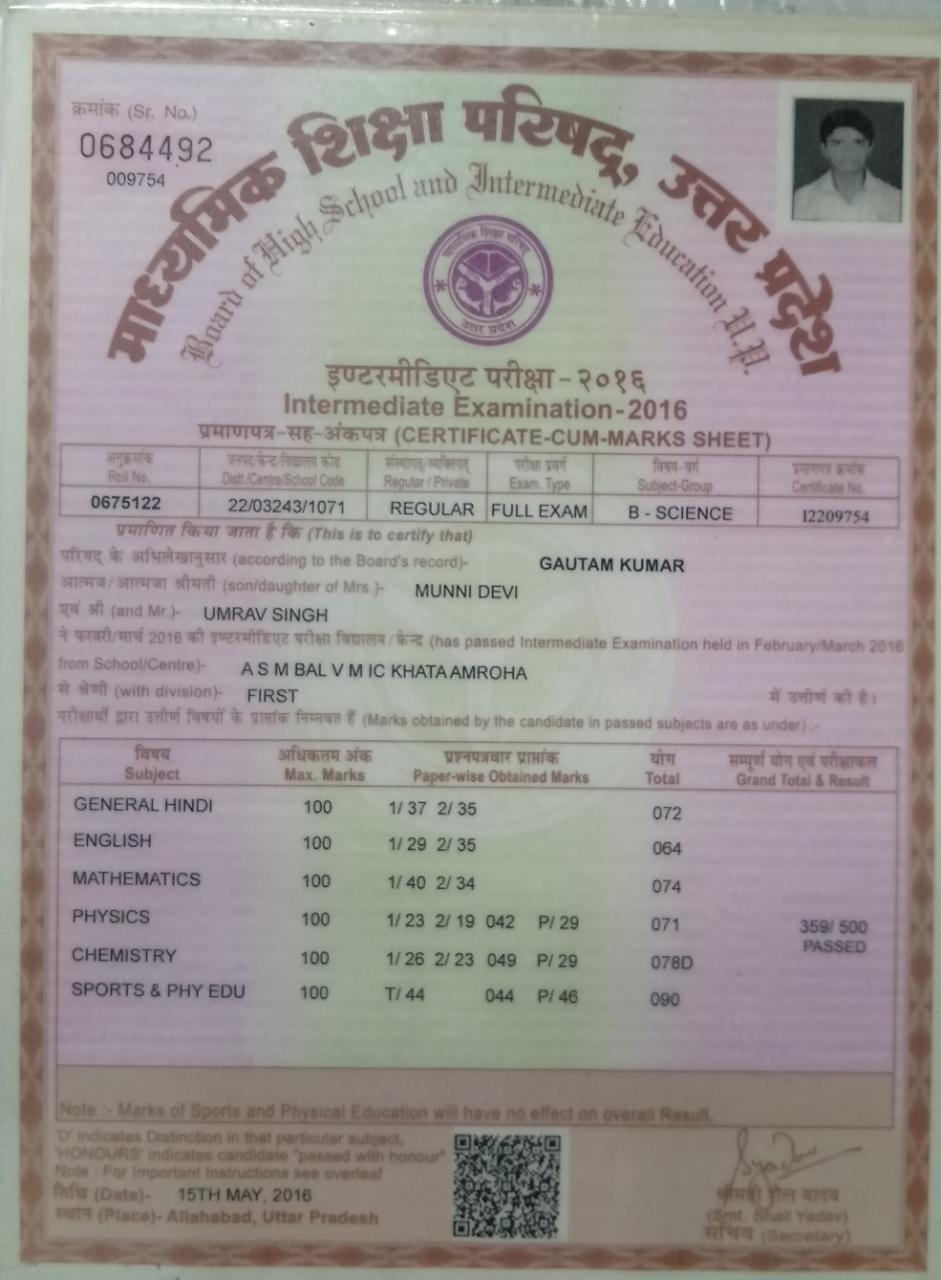 क्रमांक (Sr. No.)
0684492
009754
माध्यमिक शिक्षा परिषद्, उत्तर प्रदेश
Board of High School and Intermediate Education U.P.
माध्यमिक शिक्षा परिषद्
उत्तर प्रदेश
इण्टरमीडिएट परीक्षा - २०१६
Intermediate Examination - 2016
प्रमाणपत्र-सह-अंकपत्र (CERTIFICATE-CUM-MARKS SHEET)
अनुक्रमांक जनपद/केन्द्र/विद्यालय कोड संस्थागत/व्यक्तिगत परीक्षा प्रवर्ग विषय-वर्ग प्रमाणपत्र क्रमांक
Roll No. Distt./Centre/School Code Regular / Private Exam. Type Subject-Group Certificate No.
0675122 22/03243/1071 REGULAR FULL EXAM B - SCIENCE I2209754
प्रमाणित किया जाता है कि (This is to certify that)
परिषद के अभिलेखानुसार (according to the Board's record)- GAUTAM KUMAR
आत्मज/आत्मजा श्रीमती (son/daughter of Mrs.)- MUNNI DEVI
एवं श्री (and Mr.)- UMRAV SINGH
ने फरवरी/मार्च 2016 की इण्टरमीडिएट परीक्षा विद्यालय/केन्द्र (has passed Intermediate Examination held in February/March 2016
from School/Centre)- A S M BAL V M IC KHATA AMROHA
से श्रेणी (with division)- FIRST में उत्तीर्ण की है।
परीक्षार्थी द्वारा उत्तीर्ण विषयों के प्राप्तांक निम्नवत हैं (Marks obtained by the candidate in passed subjects are as under) :-
विषय अधिकतम अंक प्रश्नपत्रवार प्राप्तांक योग सम्पूर्ण योग एवं परीक्षाफल
Subject Max. Marks Paper-wise Obtained Marks Total Grand Total & Result
GENERAL HINDI 100 1/ 37 2/ 35 072
ENGLISH 100 1/ 29 2/ 35 064
MATHEMATICS 100 1/ 40 2/ 34 074
PHYSICS 100 1/ 23 2/ 19 042 P/ 29 071 359/ 500
PASSED
CHEMISTRY 100 1/ 26 2/ 23 049 P/ 29 078D
SPORTS & PHY EDU 100 T/ 44 044 P/ 46 090
Note :- Marks of Sports and Physical Education will have no effect on overall Result.
'D' indicates Distinction in that particular subject,
'HONOURS' indicates candidate "passed with honour"
Note : For Important Instructions see overleaf
तिथि (Date)- 15TH MAY, 2016
स्थान (Place)- Allahabad, Uttar Pradesh
श्रीमती शैल यादव
(Smt. Shail Yadav)
सचिव (Secretary)